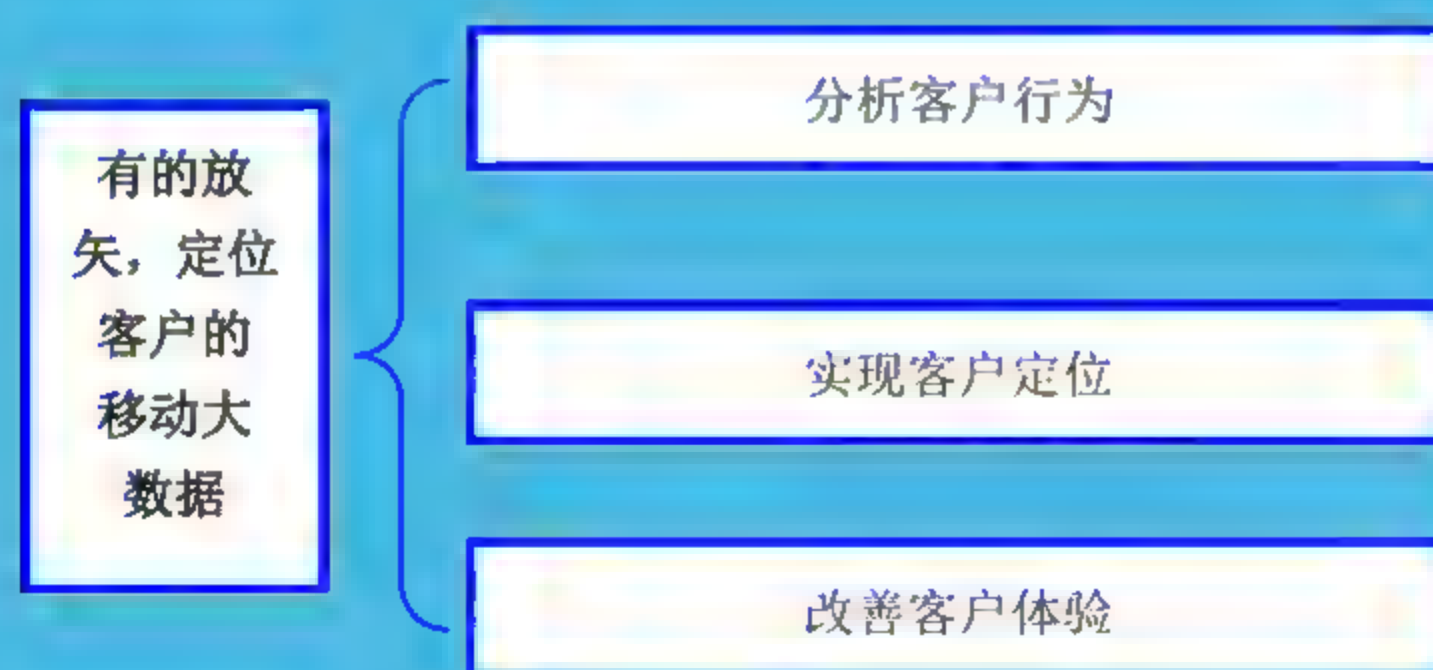 有的放
矢，定位
客户的
移动大
数据
分析客户行为
实现客户定位
改善客户体验